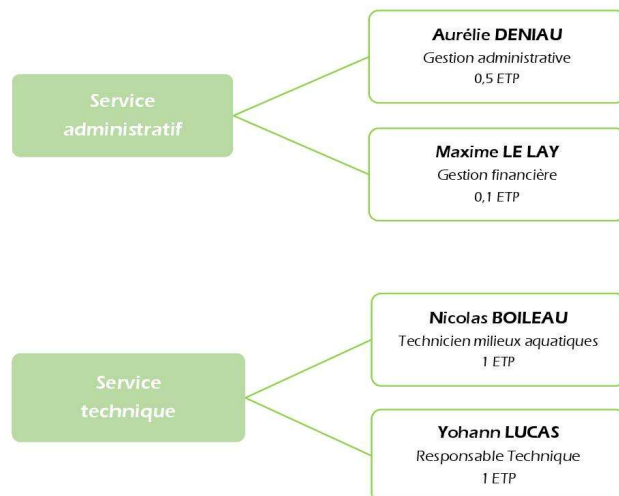 Service
administratif
Aurélie DENIAU
Gestion administrative
0,5 ETP
Maxime LE LAY
Gestion financière
0,1 ETP
Service
technique
Nicolas BOILEAU
Technicien milieux aquatiques
1 ETP
Yohann LUCAS
Responsable Technique
1 ETP